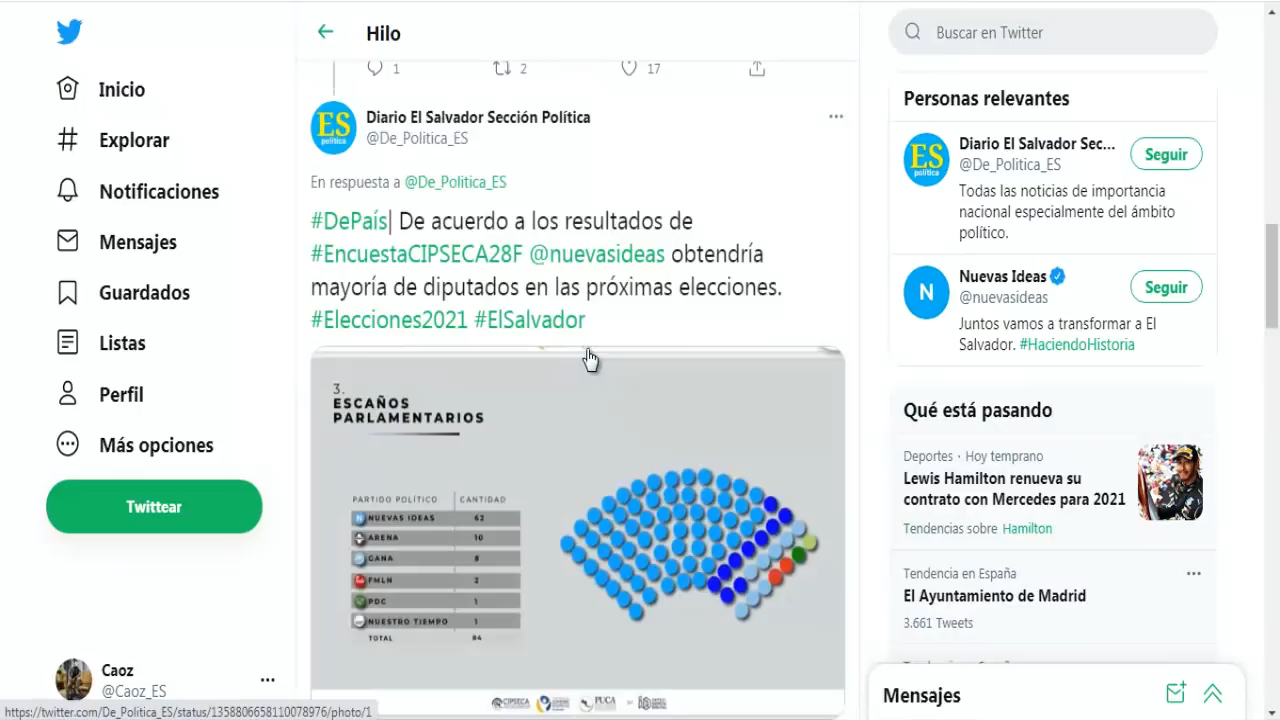 Inicio
Explorar
Notificaciones
Mensajes
Guardados
Listas
Perfil
Más opciones
Twittear
Caoz
@Caoz_ES
https://twitter.com/De_Politica_ES/status/1358806658110078976/photo/1
Hilo
1 2 17
Diario El Salvador Sección Política
@De_Politica_ES
En respuesta a @De_Politica_ES
#DePaís| De acuerdo a los resultados de
#EncuestaCIPSECA28F @nuevasideas obtendría
mayoría de diputados en las próximas elecciones.
#Elecciones2021 #ElSalvador
3.
ESCAÑOS
PARLAMENTARIOS
PARTIDO POLÍTICO CANTIDAD
NUEVAS IDEAS 62
ARENA 10
GANA 8
FMLN 2
PDC 1
NUESTRO TIEMPO 1
TOTAL 84
CIPSECA
PUCA
Buscar en Twitter
Personas relevantes
ES
política
Diario El Salvador Sec...
@De_Politica_ES
Seguir
Todas las noticias de importancia
nacional especialmente del ámbito
político.
N
Nuevas Ideas
@nuevasideas
Seguir
Juntos vamos a transformar a El
Salvador. #HaciendoHistoria
Qué está pasando
Deportes · Hoy temprano
Lewis Hamilton renueva su
contrato con Mercedes para 2021
Tendencias sobre Hamilton
Tendencia en España
El Ayuntamiento de Madrid
3.661 Tweets
Mensajes